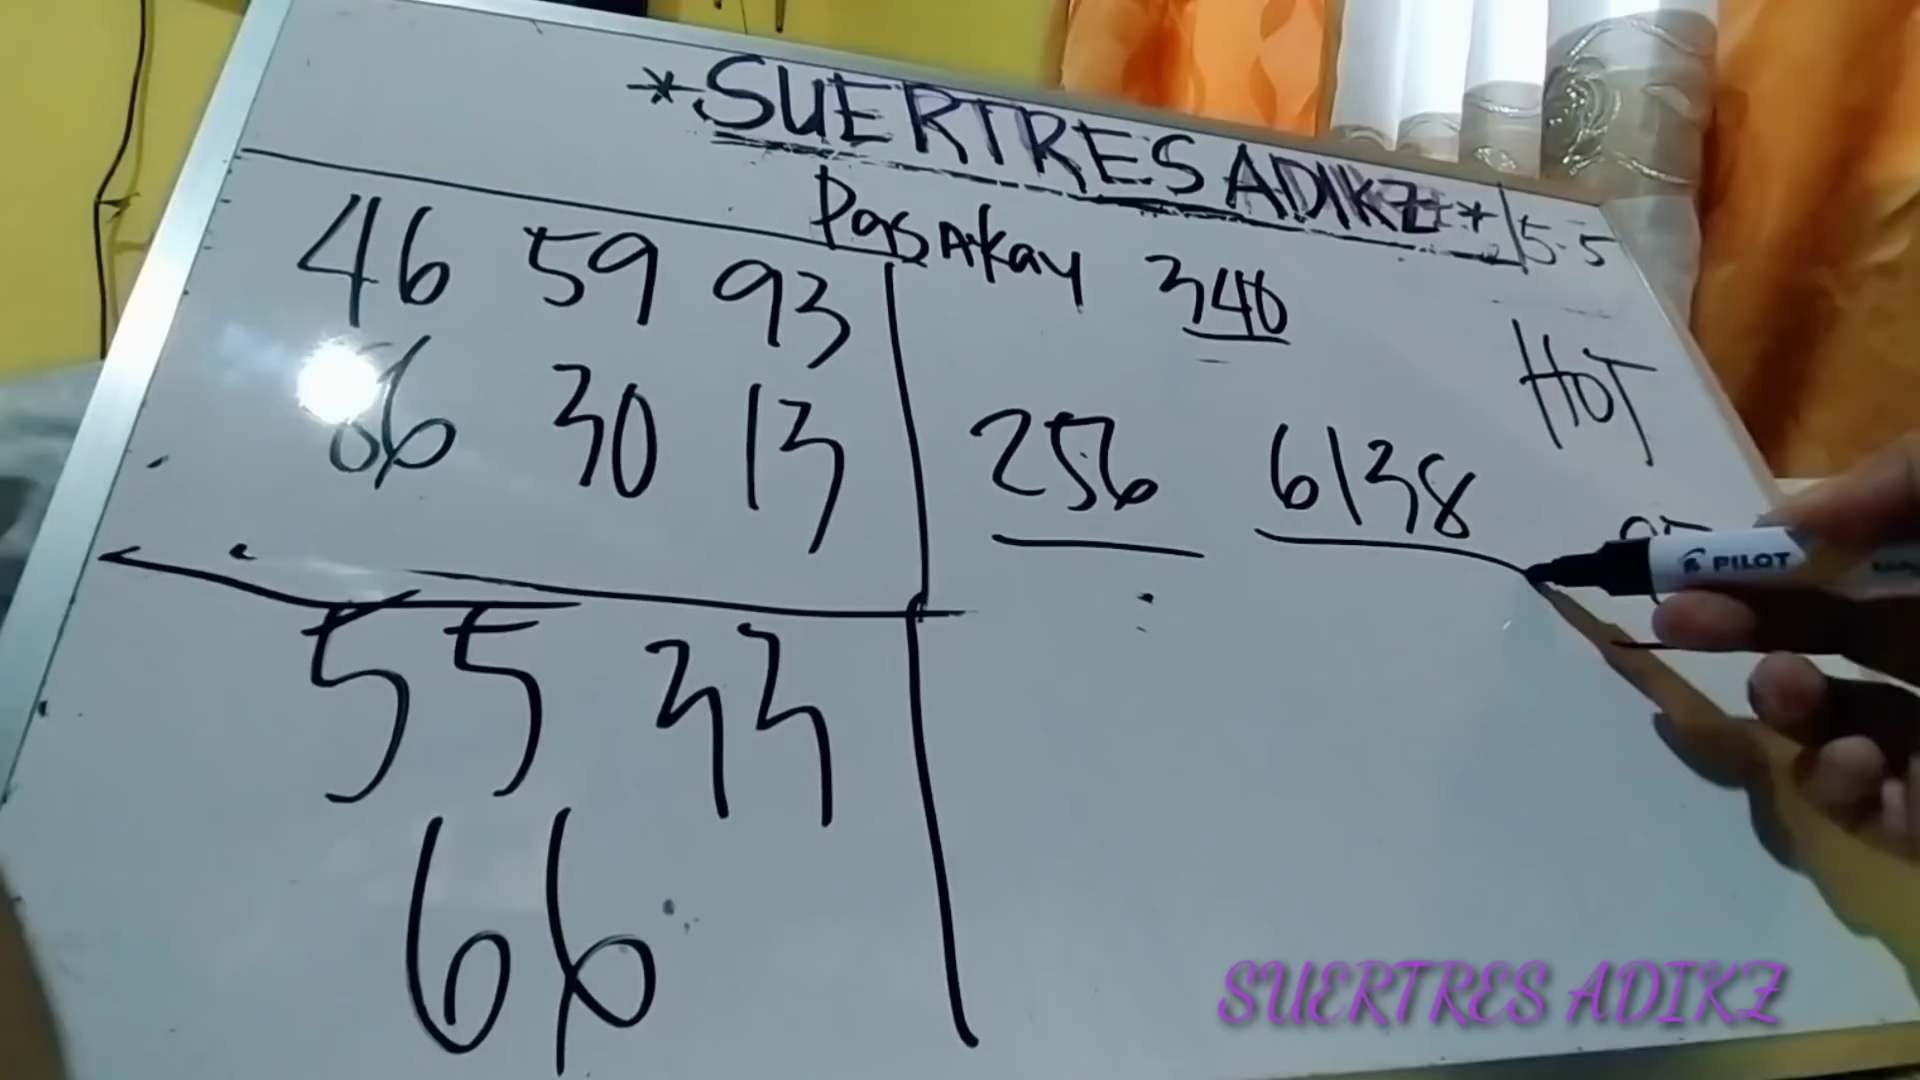 *SUERTRES ADIKZ*
5-5
Pasakay 340
46 59 93
66 30 13
HOT
256 6138
55 33
66
PILOT
SUERTRES ADIKZ